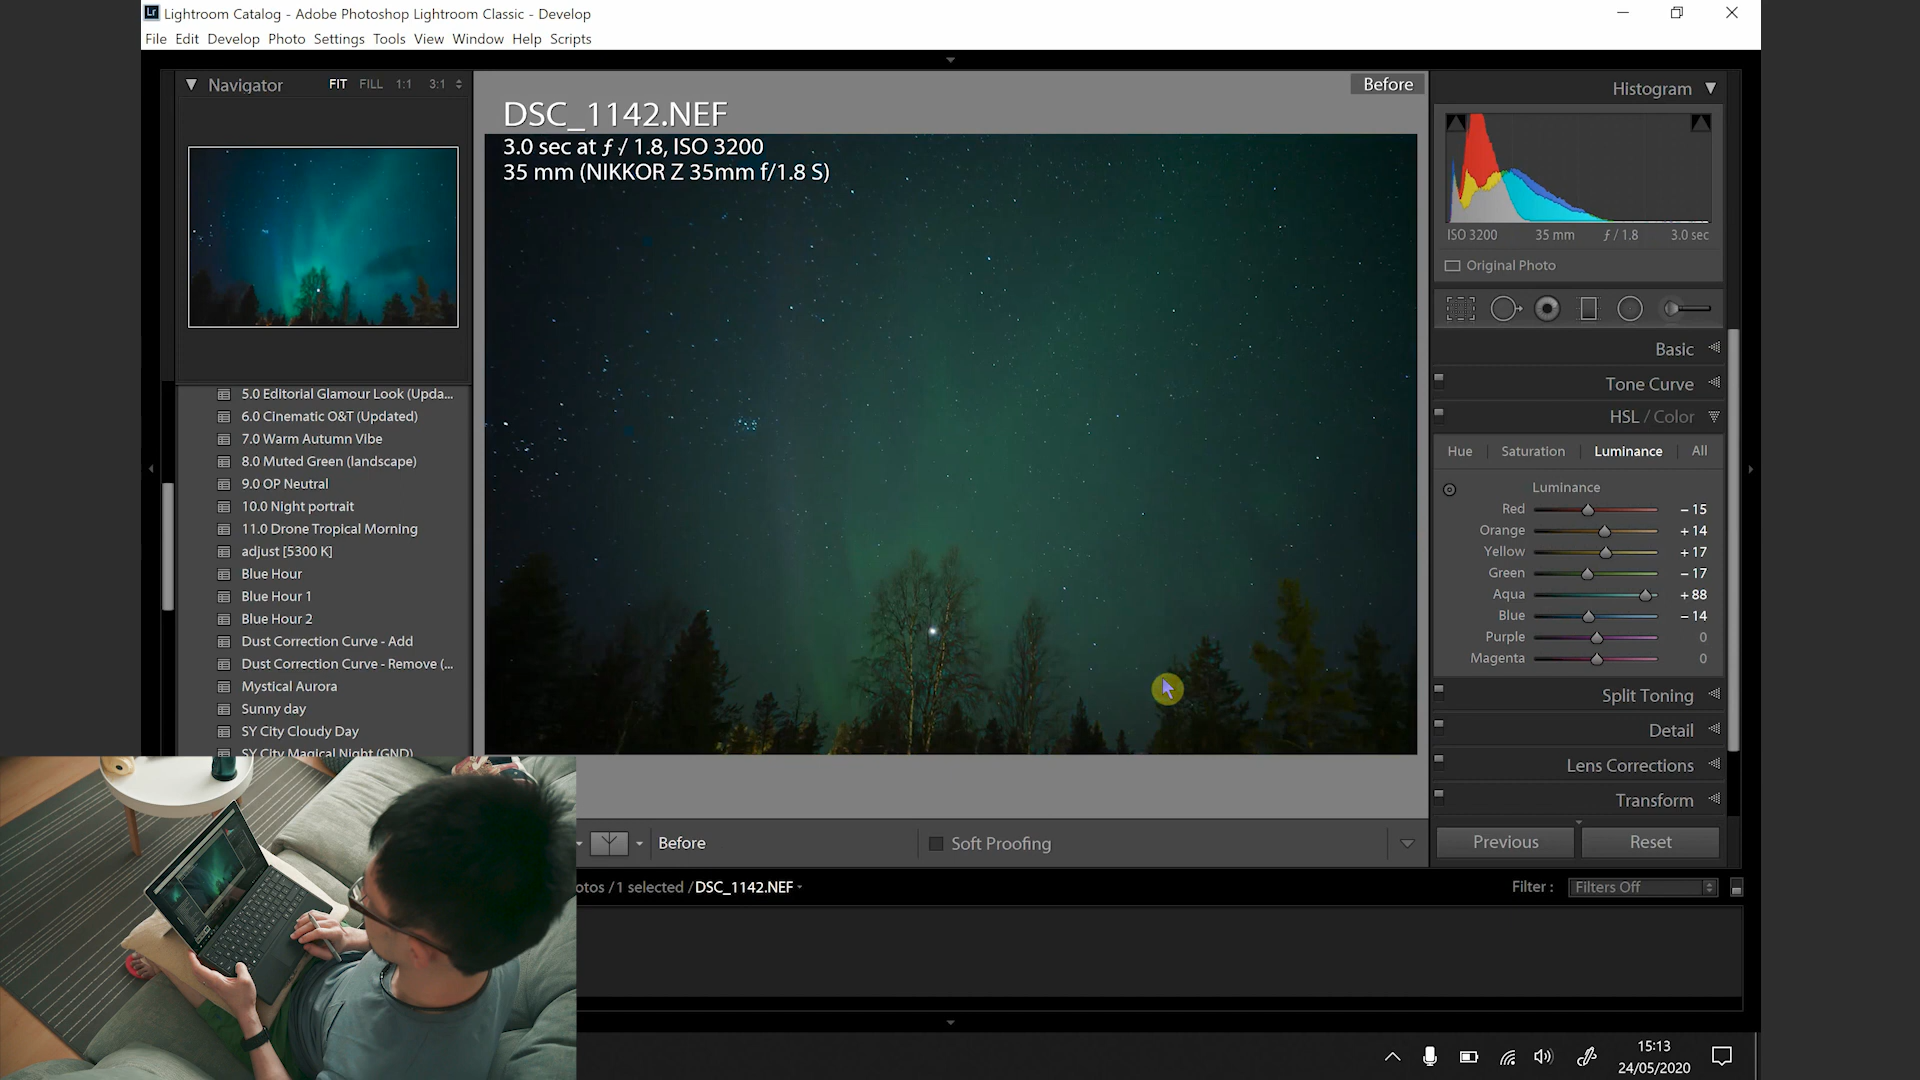 Lightroom Catalog - Adobe Photoshop Lightroom Classic - Develop
File Edit Develop Photo Settings Tools View Window Help Scripts
Navigator FIT FILL 1:1 3:1
5.0 Editorial Glamour Look (Upda...
6.0 Cinematic O&T (Updated)
7.0 Warm Autumn Vibe
8.0 Muted Green (landscape)
9.0 OP Neutral
10.0 Night portrait
11.0 Drone Tropical Morning
adjust [5300 K]
Blue Hour
Blue Hour 1
Blue Hour 2
Dust Correction Curve - Add
Dust Correction Curve - Remove (...
Mystical Aurora
Sunny day
SY City Cloudy Day
SY City Magical Night (GND)
Before
DSC_1142.NEF
3.0 sec at ƒ / 1.8, ISO 3200
35 mm (NIKKOR Z 35mm f/1.8 S)
Before
Soft Proofing
otos / 1 selected / DSC_1142.NEF
Histogram
ISO 3200 35 mm ƒ / 1.8 3.0 sec
Original Photo
Basic
Tone Curve
HSL / Color
Hue Saturation Luminance All
Luminance
Red - 15
Orange + 14
Yellow + 17
Green - 17
Aqua + 88
Blue - 14
Purple 0
Magenta 0
Split Toning
Detail
Lens Corrections
Transform
Previous Reset
Filter : Filters Off
15:13
24/05/2020